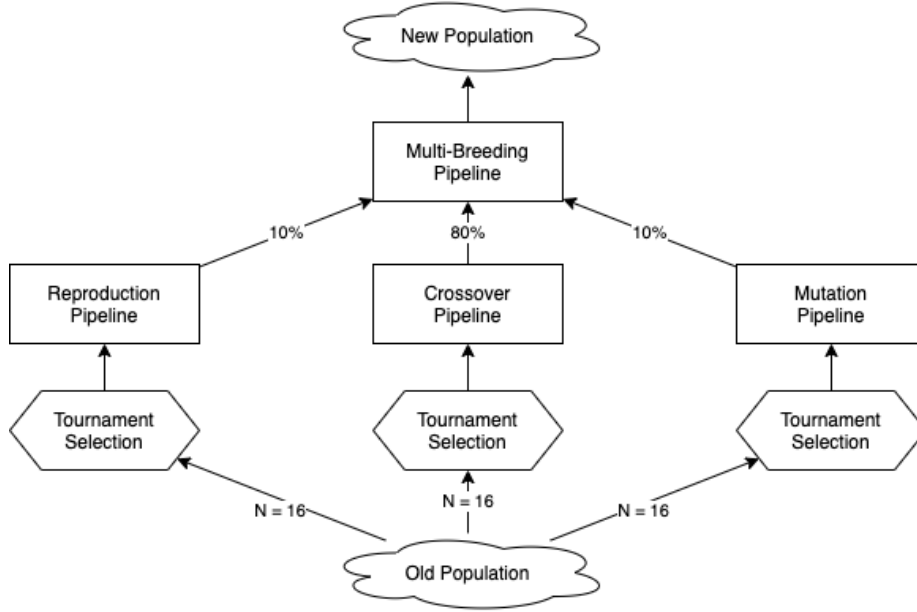 New Population
Multi-Breeding
Pipeline
10%
80%
10%
Reproduction
Pipeline
Crossover
Pipeline
Mutation
Pipeline
Tournament
Selection
Tournament
Selection
Tournament
Selection
N = 16
N = 16
N = 16
Old Population